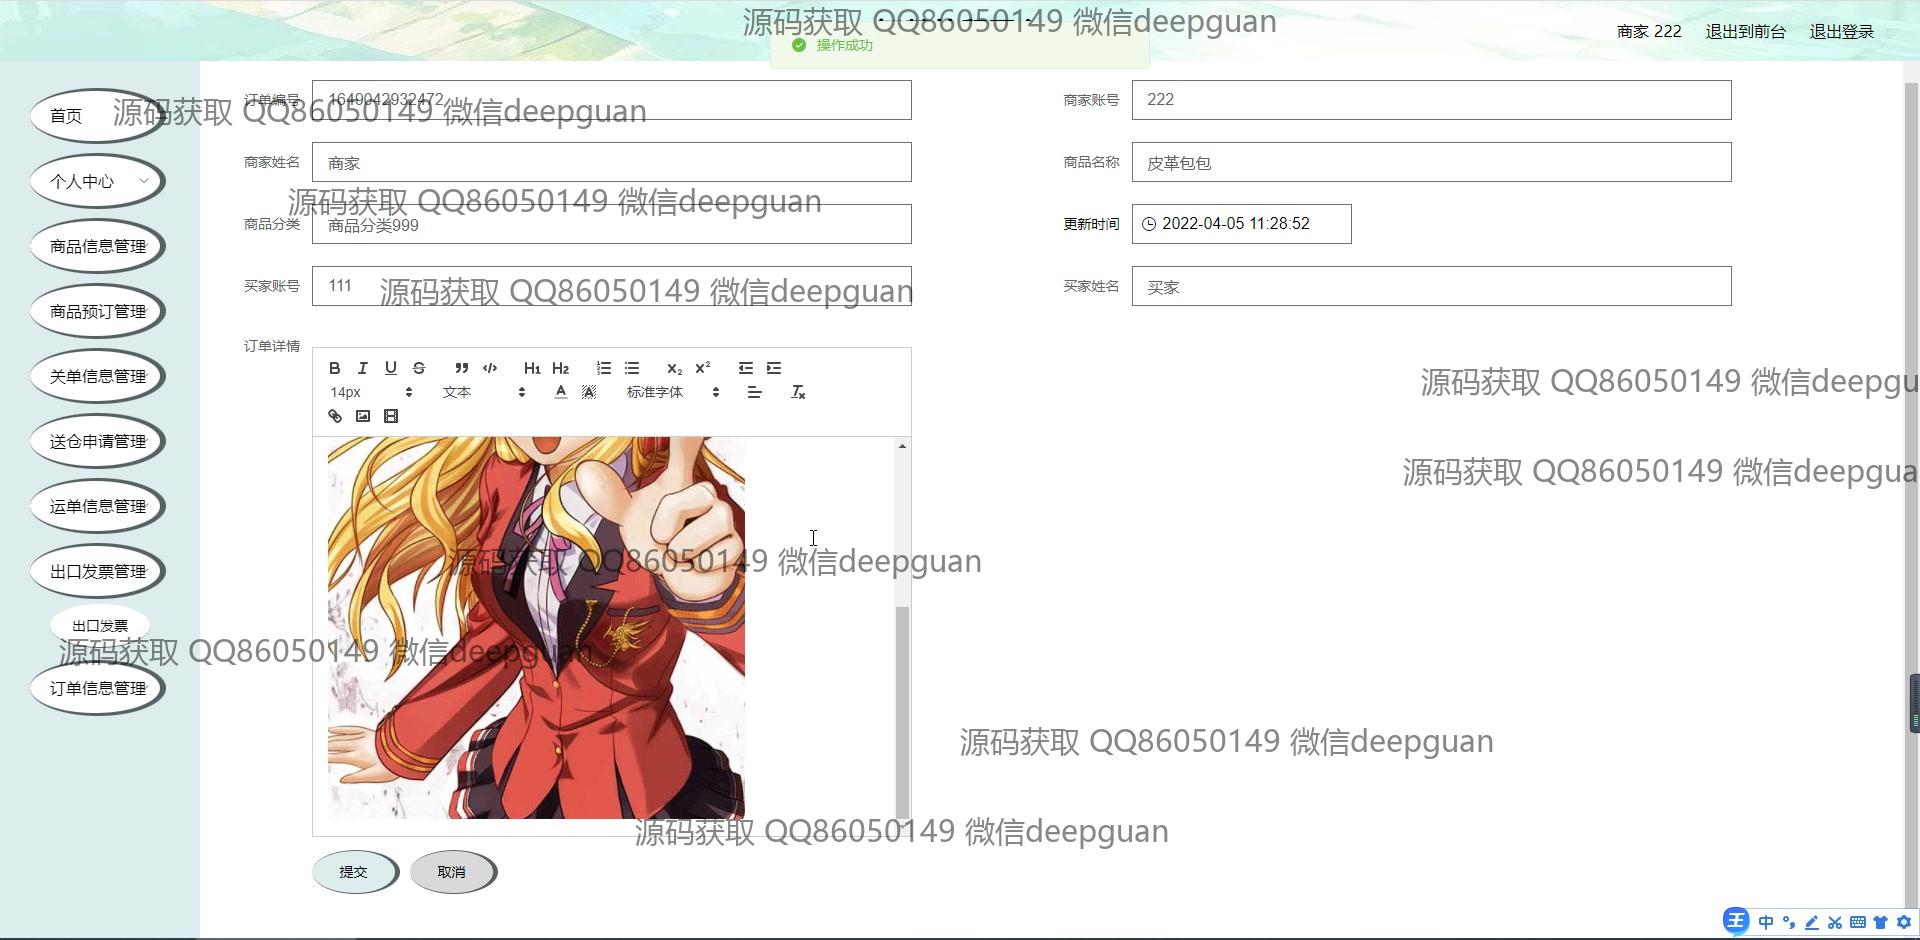 源码获取 QQ86050149 微信deepguan
操作成功
商家 222 退出到前台 退出登录
首页
个人中心
商品信息管理
商品预订管理
关单信息管理
送仓申请管理
运单信息管理
出口发票管理
出口发票
订单信息管理
订单编号 1649042932472 商家账号 222
源码获取 QQ86050149 微信deepguan
商家姓名 商家 商品名称 皮革包包
源码获取 QQ86050149 微信deepguan
商品分类 商品分类999 更新时间 2022-04-05 11:28:52
买家账号 111 买家姓名 买家
源码获取 QQ86050149 微信deepguan
订单详情
B I U S H1 H2 x2 x2
14px 文本 A A 标准字体 Tx
源码获取 QQ86050149 微信deepgu
源码获取 QQ86050149 微信deepgua
源码获取 QQ86050149 微信deepguan
源码获取 QQ86050149 微信deepguan
源码获取 QQ86050149 微信deepguan
源码获取 QQ86050149 微信deepguan
提交 取消
王 中